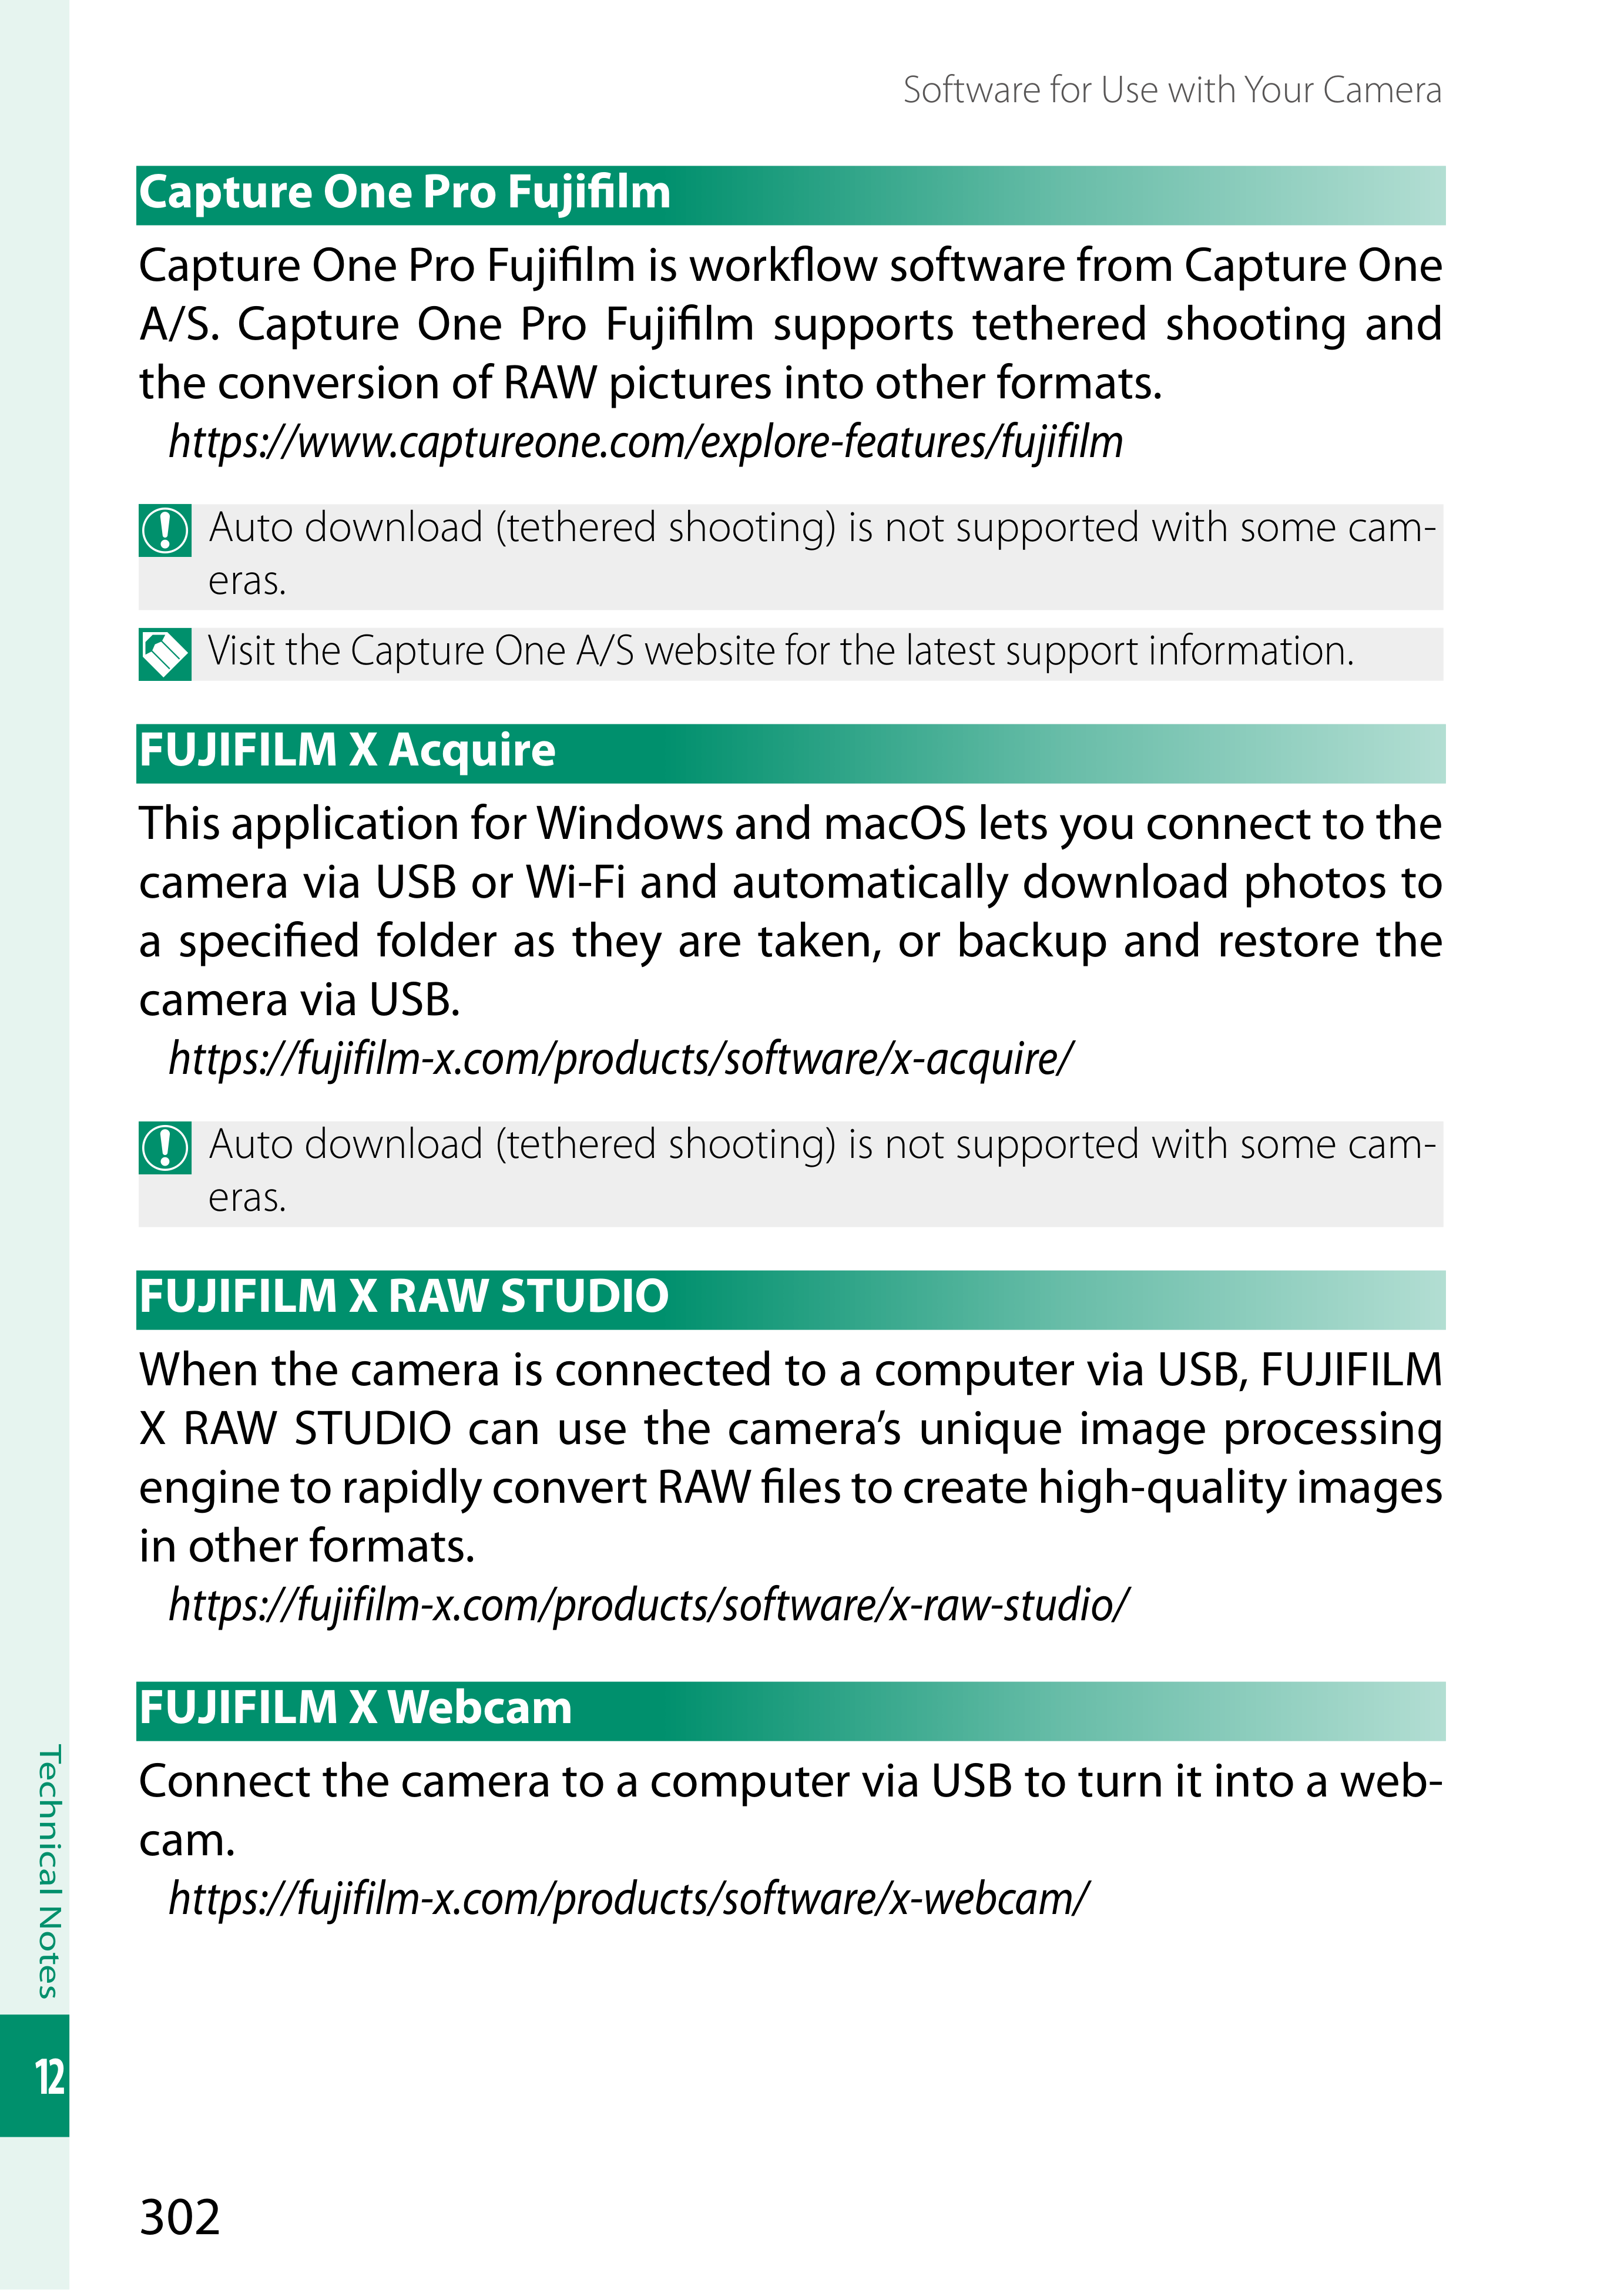 Software for Use with Your Camera
Capture One Pro Fujifilm
Capture One Pro Fujifilm is workflow software from Capture One
A/S. Capture One Pro Fujifilm supports tethered shooting and
the conversion of RAW pictures into other formats.
https://www.captureone.com/explore-features/fujifilm
Auto download (tethered shooting) is not supported with some cam-
eras.
Visit the Capture One A/S website for the latest support information.
FUJIFILM X Acquire
This application for Windows and macOS lets you connect to the
camera via USB or Wi-Fi and automatically download photos to
a specified folder as they are taken, or backup and restore the
camera via USB.
https://fujifilm-x.com/products/software/x-acquire/
Auto download (tethered shooting) is not supported with some cam-
eras.
FUJIFILM X RAW STUDIO
When the camera is connected to a computer via USB, FUJIFILM
X RAW STUDIO can use the camera’s unique image processing
engine to rapidly convert RAW files to create high-quality images
in other formats.
https://fujifilm-x.com/products/software/x-raw-studio/
FUJIFILM X Webcam
Connect the camera to a computer via USB to turn it into a web-
cam.
https://fujifilm-x.com/products/software/x-webcam/
Technical Notes
12
302